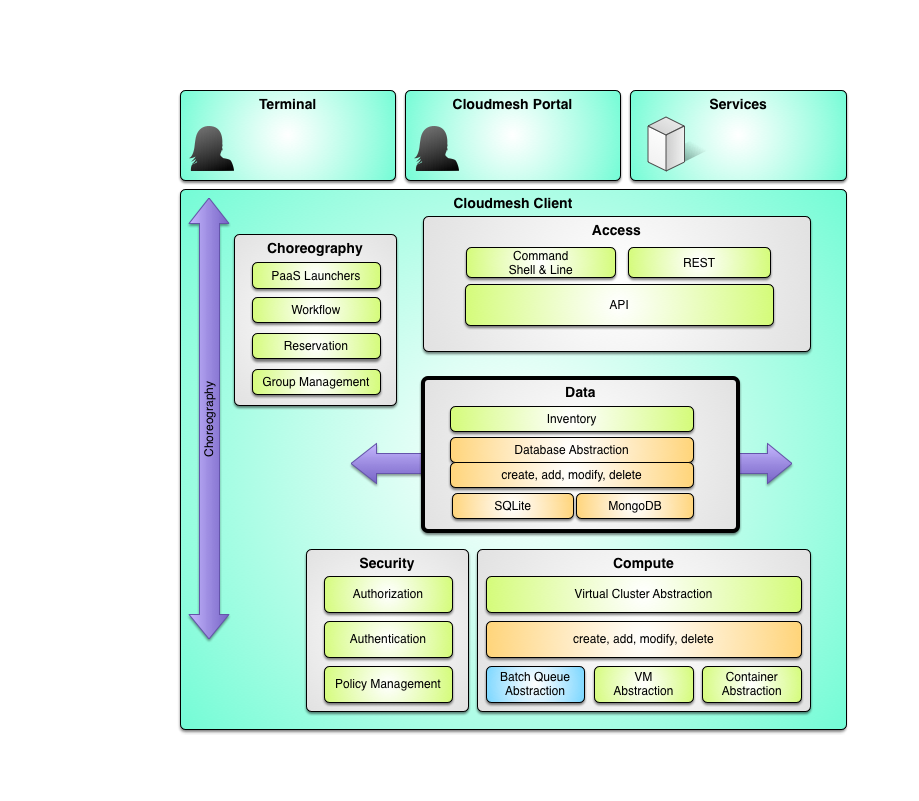 Terminal
Cloudmesh Portal
Services
Cloudmesh Client
Choreography
Choreography
PaaS Launchers
Workflow
Reservation
Group Management
Access
Command
Shell & Line
REST
API
Data
Inventory
Database Abstraction
create, add, modify, delete
SQLite
MongoDB
Security
Authorization
Authentication
Policy Management
Compute
Virtual Cluster Abstraction
create, add, modify, delete
Batch Queue
Abstraction
VM
Abstraction
Container
Abstraction